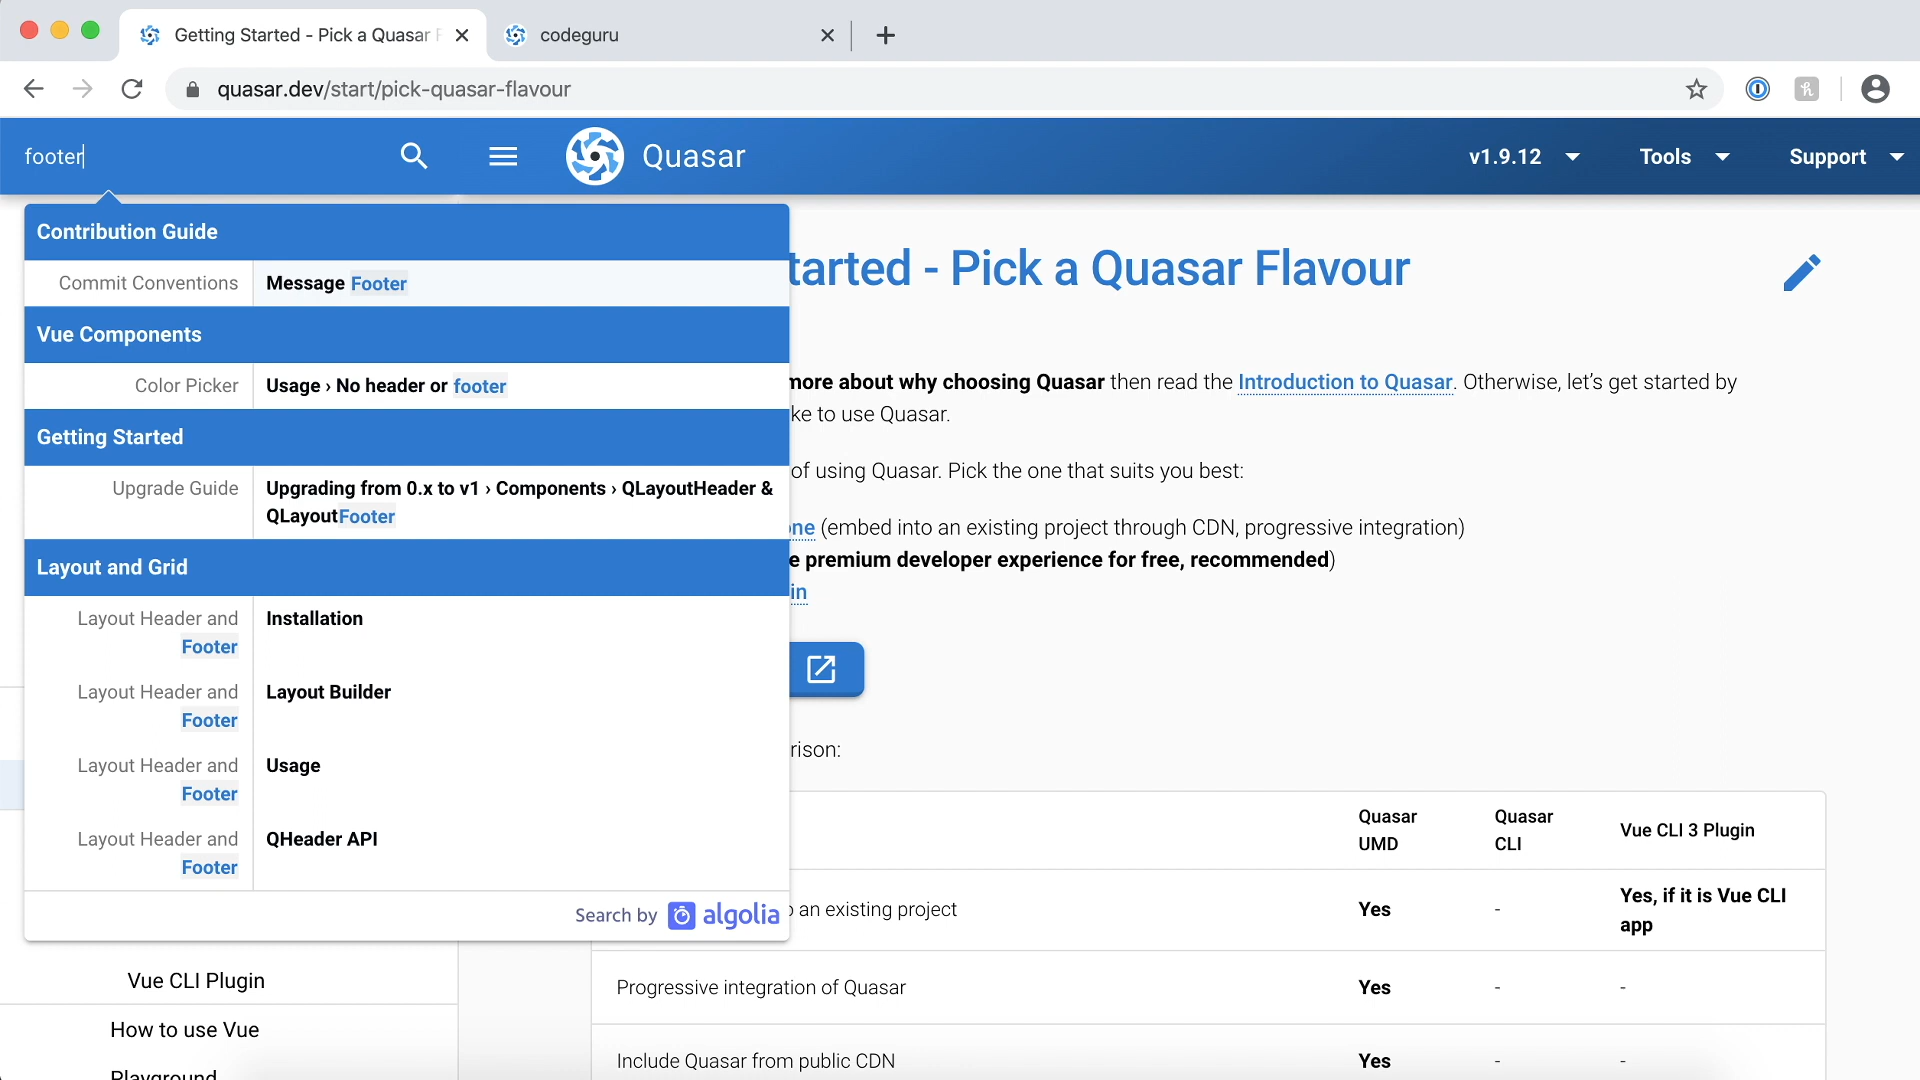 Getting Started - Pick a Quasar F
codeguru
quasar.dev/start/pick-quasar-flavour
footer
Quasar
v1.9.12
Tools
Support
Contribution Guide
Commit Conventions
Message Footer
Vue Components
Color Picker
Usage › No header or footer
Getting Started
Upgrade Guide
Upgrading from 0.x to v1 › Components › QLayoutHeader &
QLayoutFooter
Layout and Grid
Layout Header and
Footer
Installation
Layout Header and
Footer
Layout Builder
Layout Header and
Footer
Usage
Layout Header and
Footer
QHeader API
Search by algolia
Vue CLI Plugin
How to use Vue
Playground
tarted - Pick a Quasar Flavour
more about why choosing Quasar then read the Introduction to Quasar. Otherwise, let’s get started by
ke to use Quasar.
of using Quasar. Pick the one that suits you best:
one (embed into an existing project through CDN, progressive integration)
e premium developer experience for free, recommended)
in
rison:
Quasar
UMD
Quasar
CLI
Vue CLI 3 Plugin
o an existing project
Yes
-
Yes, if it is Vue CLI
app
Progressive integration of Quasar
Yes
-
-
Include Quasar from public CDN
Yes
-
-